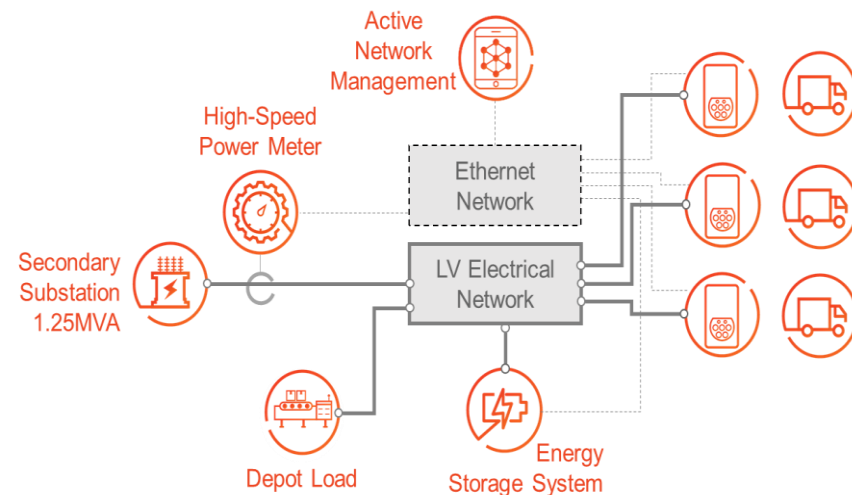 Active
Network
Management
High-Speed
Power Meter
Ethernet
Network
Secondary
Substation
1.25MVA
LV Electrical
Network
Depot Load
Energy
Storage System